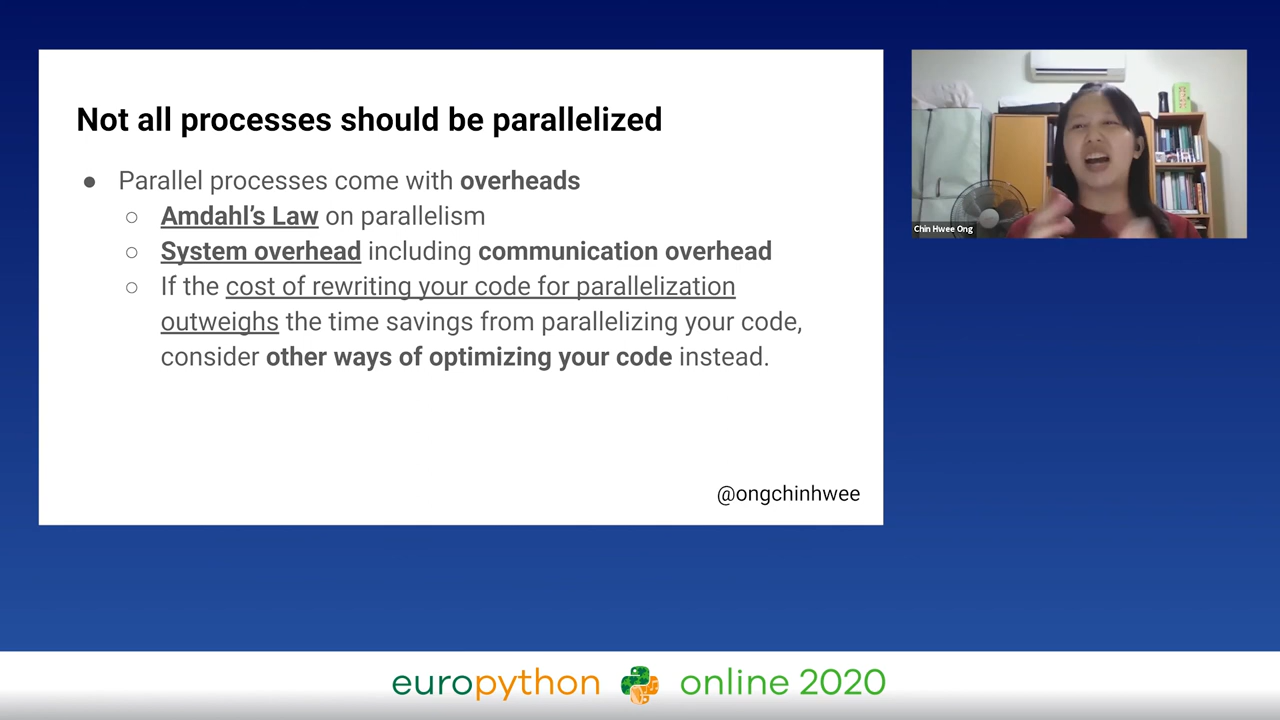 Not all processes should be parallelized
● Parallel processes come with overheads
○ Amdahl's Law on parallelism
○ System overhead including communication overhead
○ If the cost of rewriting your code for parallelization
outweighs the time savings from parallelizing your code,
consider other ways of optimizing your code instead.
@ongchinhwee
Chin Hwee Ong
europython online 2020